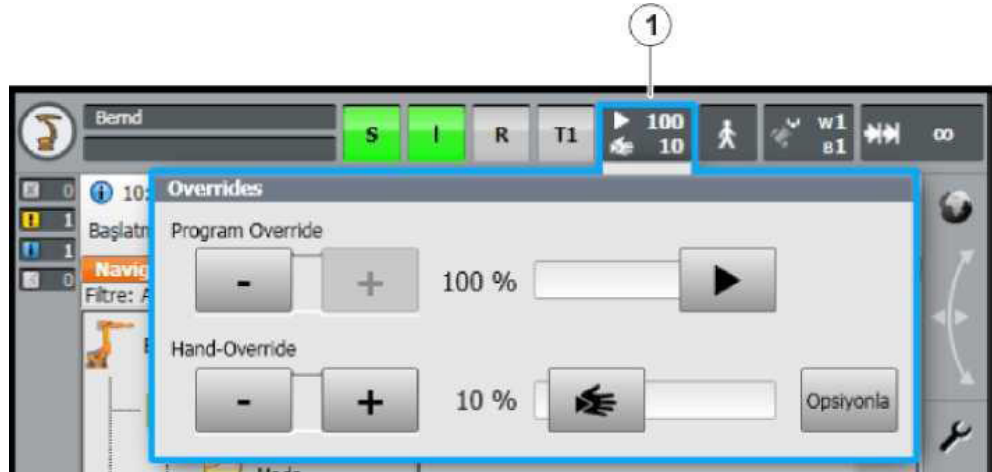 1
Bernd
S I R T1 100 10 W1 B1 ∞
0 10:
1 Başlatn
1
0 Navig
Filtre: A
Overrides
Program Override
- + 100 %
Hand-Override
- + 10 % Opsiyonla